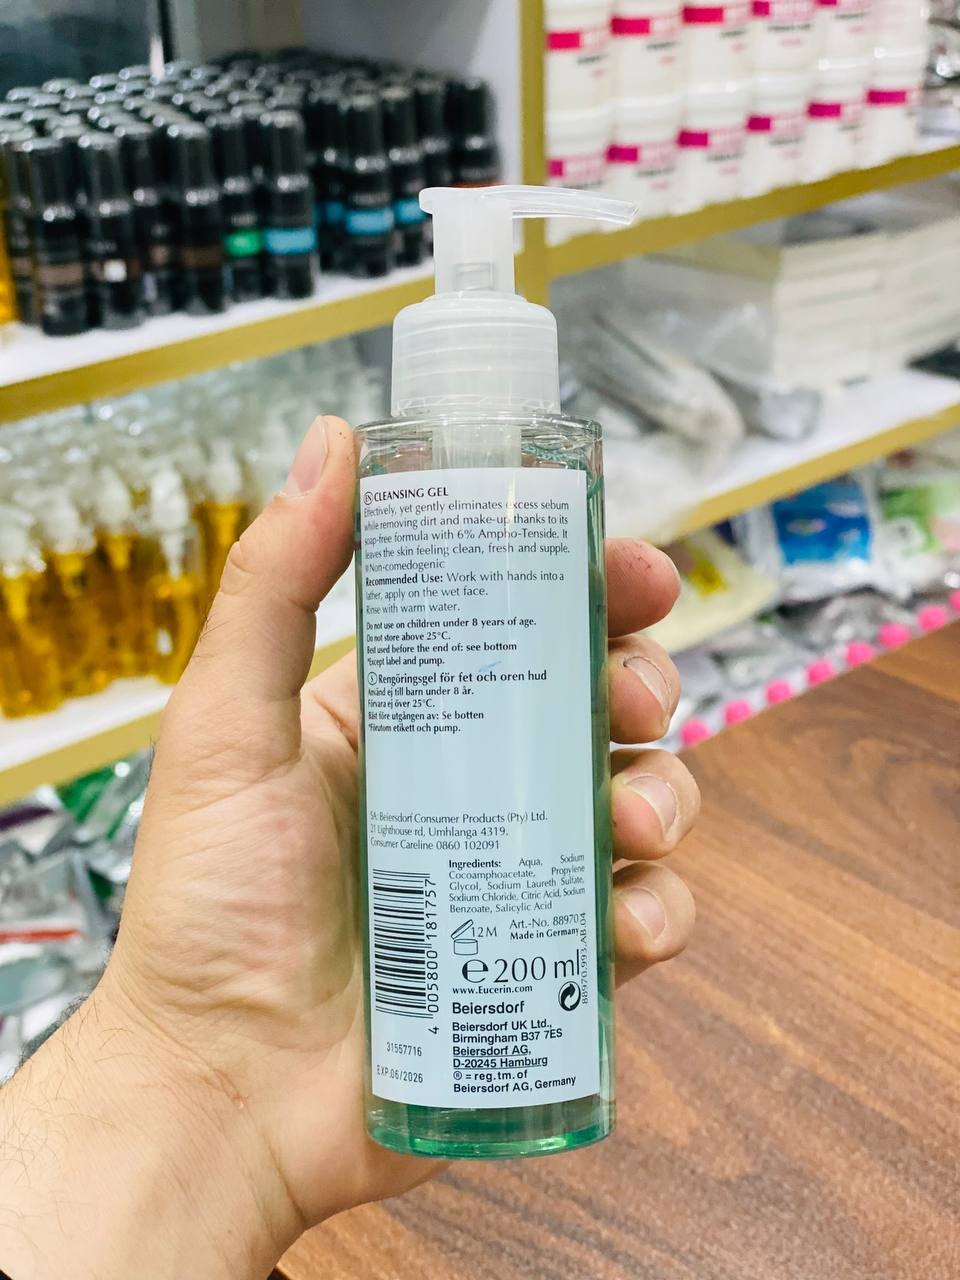 EN CLEANSING GEL
Effectively, yet gently eliminates excess sebum
while removing dirt and make-up thanks to its
soap-free formula with 6% Ampho-Tenside. It
leaves the skin feeling clean, fresh and supple.
Non-comedogenic
Recommended Use: Work with hands into a
lather, apply on the wet face.
Rinse with warm water.
Do not use on children under 8 years of age.
Do not store above 25°C.
Best used before the end of: see bottom
*Except label and pump.
S Rengöringsgel för fet och oren hud
Använd ej till barn under 8 år.
Förvara ej över 25°C.
Bäst före utgången av: Se botten
*Förutom etikett och pump.
SA: Beiersdorf Consumer Products (Pty) Ltd.
21 Lighthouse rd, Umhlanga 4319.
Consumer Careline 0860 102091
Ingredients: Aqua, Sodium
Cocoamphoacetate, Propylene
Glycol, Sodium Laureth Sulfate,
Sodium Chloride, Citric Acid, Sodium
Benzoate, Salicylic Acid
12M
Art.-No. 88970
Made in Germany
e 200 ml
www.Eucerin.com
88970.993.AB.04
Beiersdorf
Beiersdorf UK Ltd.,
Birmingham B37 7ES
Beiersdorf AG,
D-20245 Hamburg
® = reg. tm. of
Beiersdorf AG, Germany
4 005800 181757
31557716
EXP:06/2026